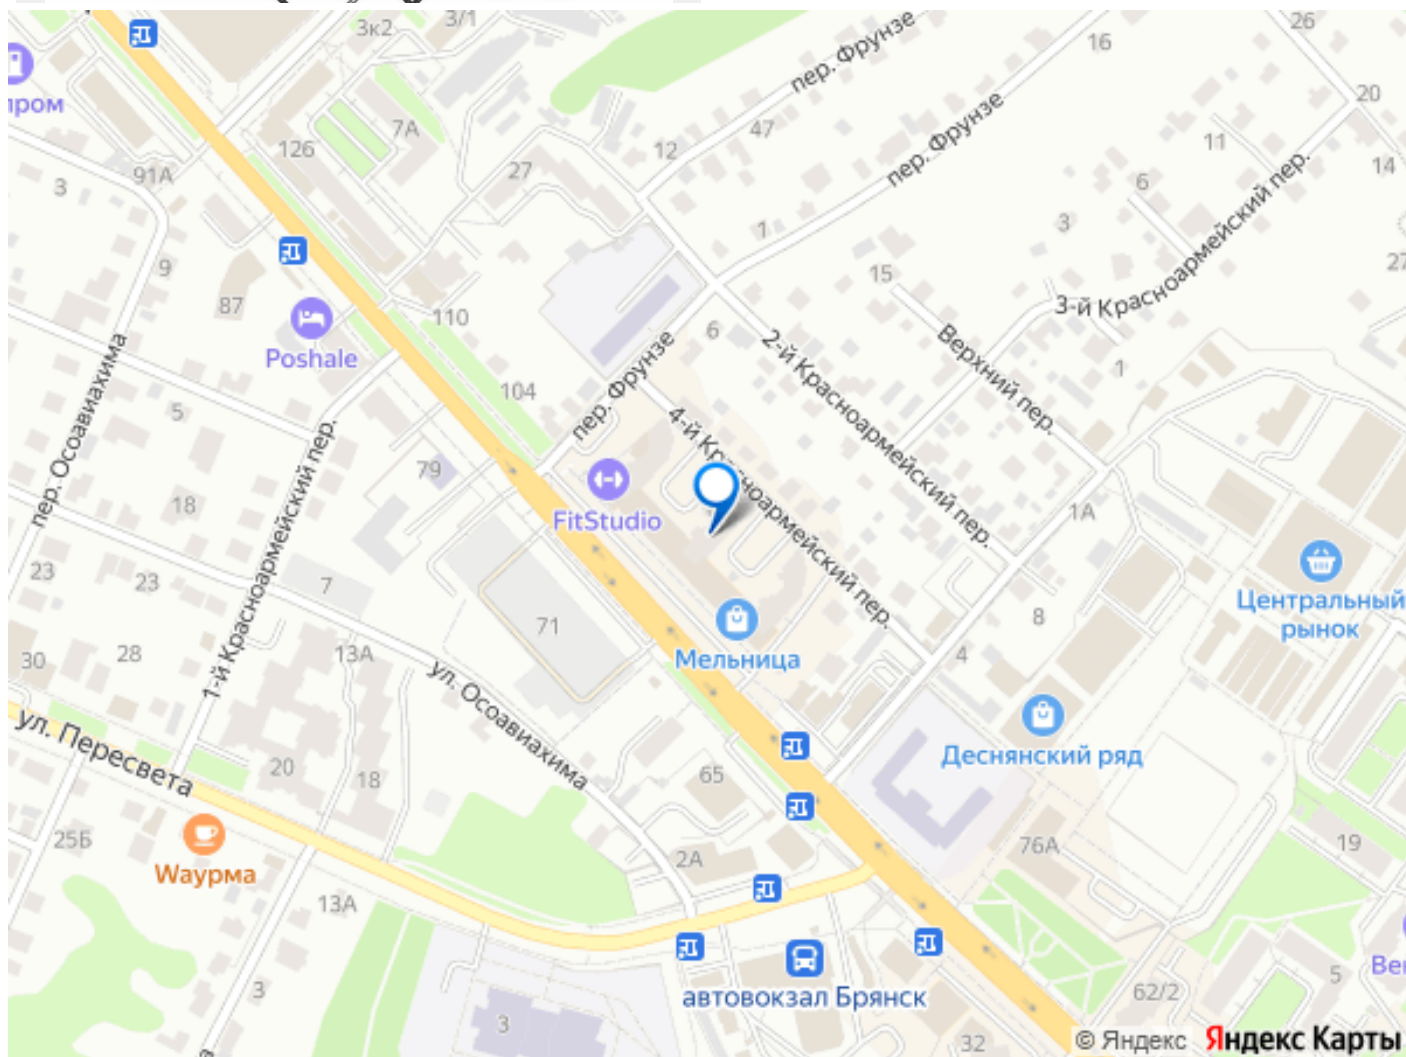 3к2
3/1
26
16
пром
пер. Фрунзе
20
7А
47
126
12
11
27
пер. Фрунзе
14
91А
3
6
3-й Красноармейский пер.
1
3
9
15
27
87
110
6
Poshale
пер. Осоавиахима
104
пер. Фрунзе
2-й Красноармейский пер.
Верхний пер.
1
5
4-й Красноармейский пер.
79
1-й Красноармейский пер.
18
FitStudio
1А
23
23
7
71
8
Центральный
рынок
30
28
13А
Мельница
4
ул. Осоавиахима
ул. Пересвета
20
18
65
Деснянский ряд
25Б
Wаурма
2А
76А
19
13А
автовокзал Брянск
3
3
62/2
5
Вег
32
© Яндекс
Яндекс Карты